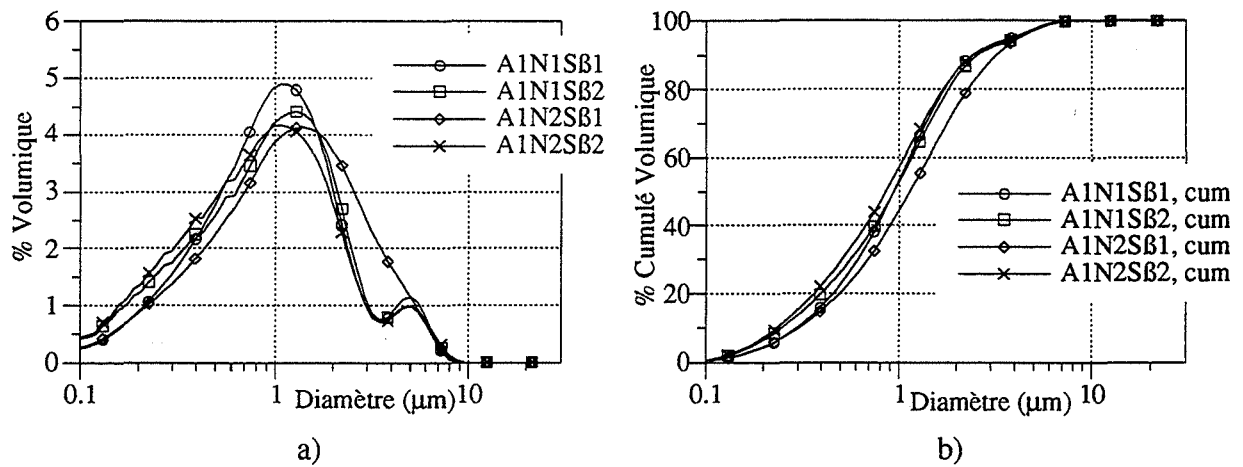 6
5
4
3
2
1
0
% Volumique
A1N1Sß1
A1N1Sß2
A1N2Sß1
A1N2Sß2
0.1
1
10
Diamètre (µm)
a)
100
80
60
40
20
0
% Cumulé Volumique
A1N1Sß1, cum
A1N1Sß2, cum
A1N2Sß1, cum
A1N2Sß2, cum
0.1
1
10
Diamètre (µm)
b)